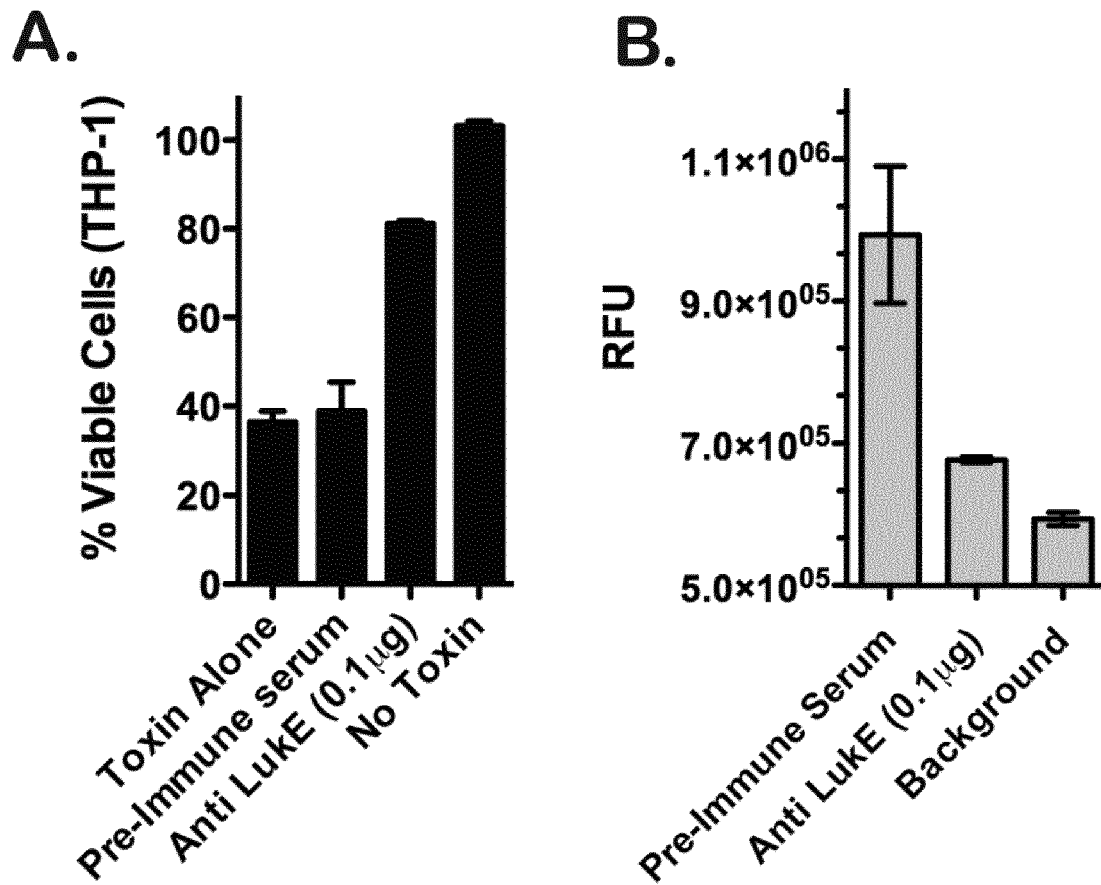 A.
% Viable Cells (THP-1)
100
80
60
40
20
0
Toxin Alone
Pre-Immune serum
Anti LukE (0.1μg)
No Toxin
B.
RFU
1.1×10⁰⁶
9.0×10⁰⁵
7.0×10⁰⁵
5.0×10⁰⁵
Pre-Immune Serum
Anti LukE (0.1μg)
Background